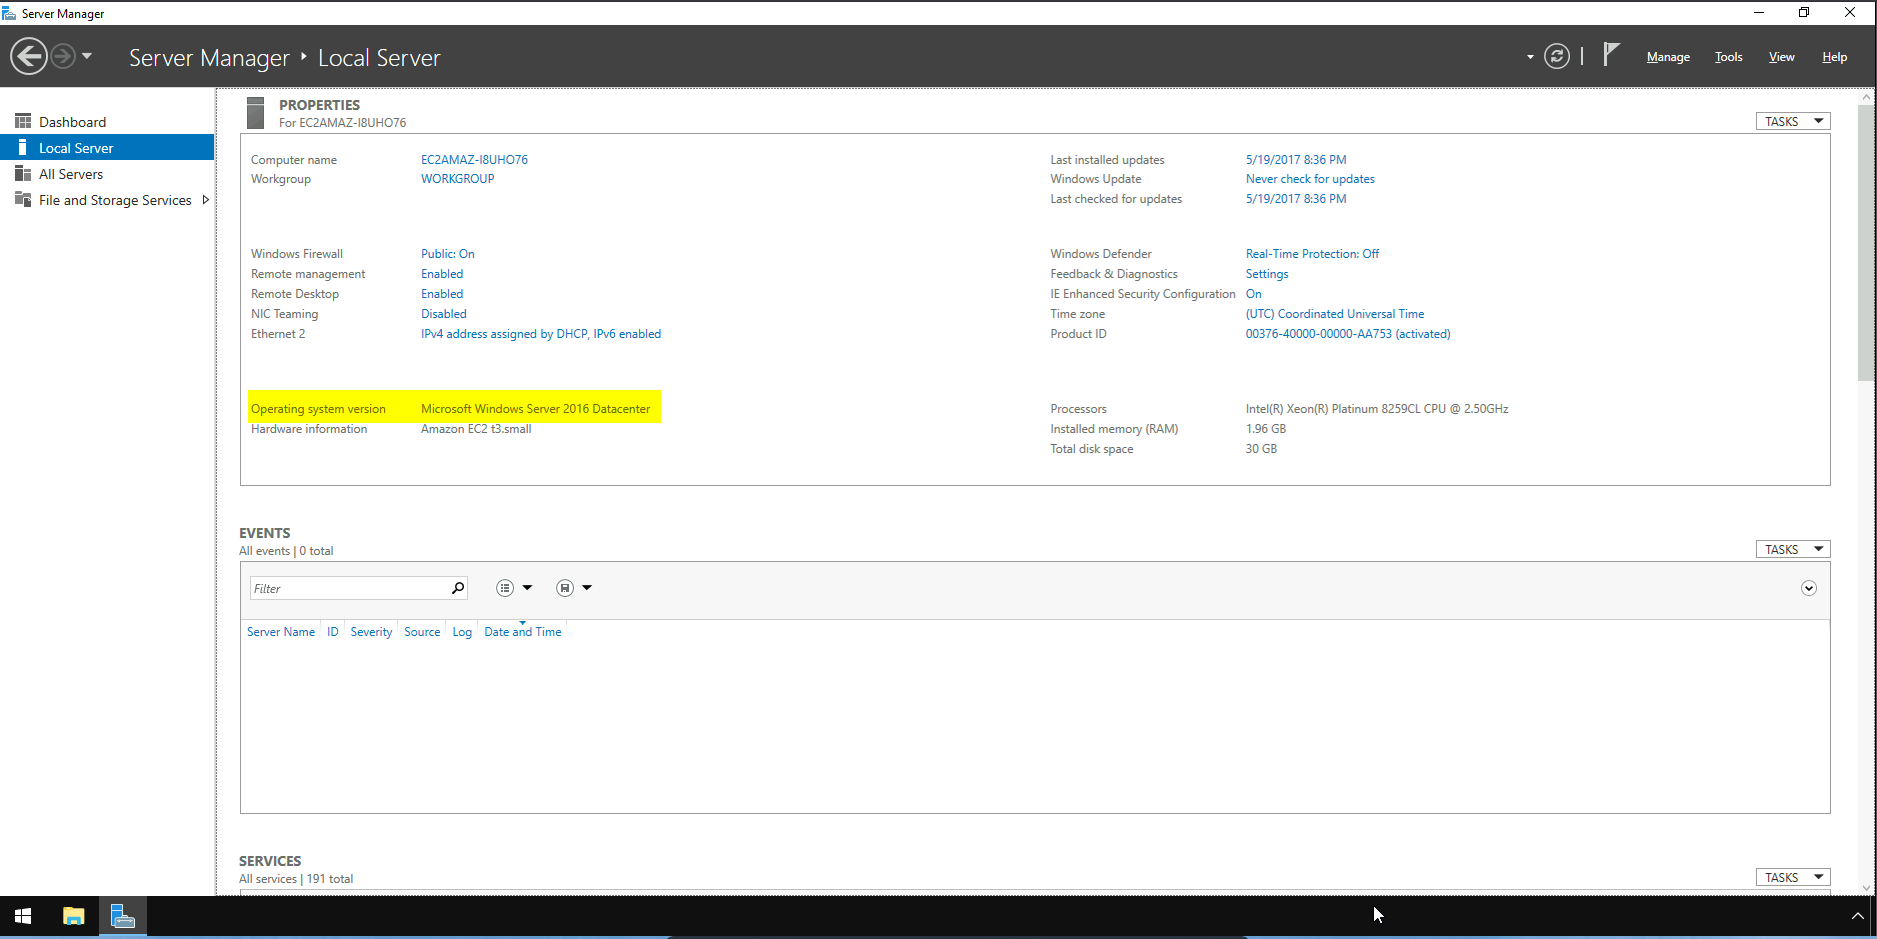 Server Manager
Server Manager Local Server
Manage Tools View Help
Dashboard
Local Server
All Servers
File and Storage Services
PROPERTIES
For EC2AMAZ-I8UHO76
TASKS
Computer name EC2AMAZ-I8UHO76 Last installed updates 5/19/2017 8:36 PM
Workgroup WORKGROUP Windows Update Never check for updates
Last checked for updates 5/19/2017 8:36 PM
Windows Firewall Public: On Windows Defender Real-Time Protection: Off
Remote management Enabled Feedback & Diagnostics Settings
Remote Desktop Enabled IE Enhanced Security Configuration On
NIC Teaming Disabled Time zone (UTC) Coordinated Universal Time
Ethernet 2 IPv4 address assigned by DHCP, IPv6 enabled Product ID 00376-40000-00000-AA753 (activated)
Operating system version Microsoft Windows Server 2016 Datacenter Processors Intel(R) Xeon(R) Platinum 8259CL CPU @ 2.50GHz
Hardware information Amazon EC2 t3.small Installed memory (RAM) 1.96 GB
Total disk space 30 GB
EVENTS
All events | 0 total
TASKS
Filter
Server Name ID Severity Source Log Date and Time
SERVICES
All services | 191 total
TASKS